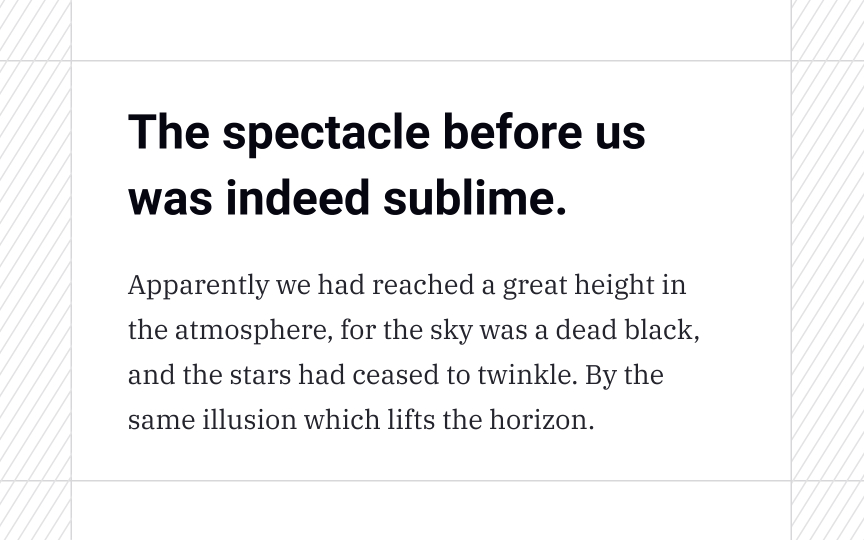 The spectacle before us
was indeed sublime.
Apparently we had reached a great height in
the atmosphere, for the sky was a dead black,
and the stars had ceased to twinkle. By the
same illusion which lifts the horizon.